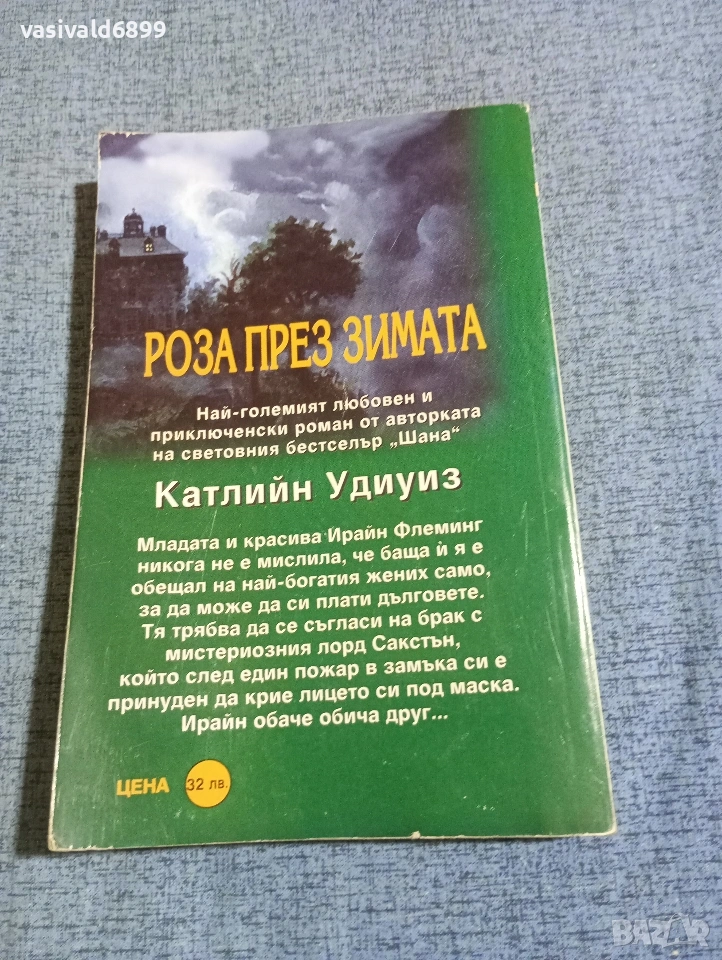 vasivald6899
РОЗА ПРЕЗ ЗИМАТА
Най-големият любовен и
приключенски роман от авторката
на световния бестселър „Шана“
Катлийн Удиуиз
Младата и красива Ирайн Флеминг
никога не е мислила, че баща ѝ я е
обещал на най-богатия жених само,
за да може да си плати дълговете.
Тя трябва да се съгласи на брак с
мистериозния лорд Сакстън,
който след един пожар в замъка си е
принуден да крие лицето си под маска.
Ирайн обаче обича друг...
ЦЕНА 32 лв.
BAZAR